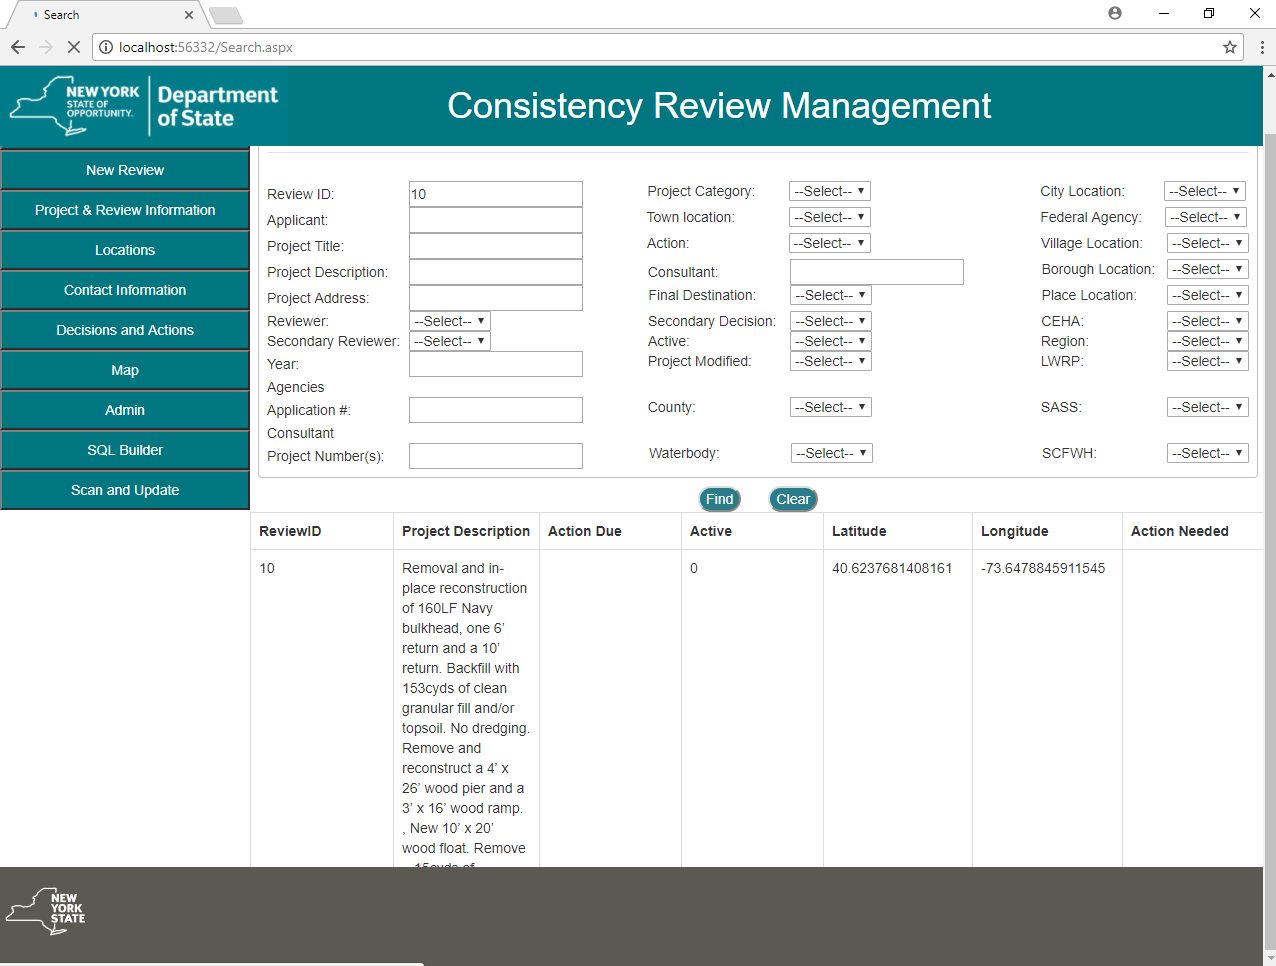 Search
localhost:56332/Search.aspx
NEW YORK
STATE OF
OPPORTUNITY.
Department
of State
Consistency Review Management
New Review
Project & Review Information
Locations
Contact Information
Decisions and Actions
Map
Admin
SQL Builder
Scan and Update
Review ID: 10
Applicant:
Project Title:
Project Description:
Project Address:
Reviewer: --Select--
Secondary Reviewer: --Select--
Year:
Agencies
Application #:
Consultant
Project Number(s):
Project Category: --Select--
Town location: --Select--
Action: --Select--
Consultant:
Final Destination: --Select--
Secondary Decision: --Select--
Active: --Select--
Project Modified: --Select--
County: --Select--
Waterbody: --Select--
City Location: --Select--
Federal Agency: --Select--
Village Location: --Select--
Borough Location: --Select--
Place Location: --Select--
CEHA: --Select--
Region: --Select--
LWRP: --Select--
SASS: --Select--
SCFWH: --Select--
Find Clear
ReviewID Project Description Action Due Active Latitude Longitude Action Needed
10 Removal and in- 0 40.6237681408161 -73.6478845911545
place reconstruction
of 160LF Navy
bulkhead, one 6’
return and a 10’
return. Backfill with
153cyds of clean
granular fill and/or
topsoil. No dredging.
Remove and
reconstruct a 4’ x
26’ wood pier and a
3’ x 16’ wood ramp.
, New 10’ x 20’
wood float. Remove
15cyds of
NEW
YORK
STATE